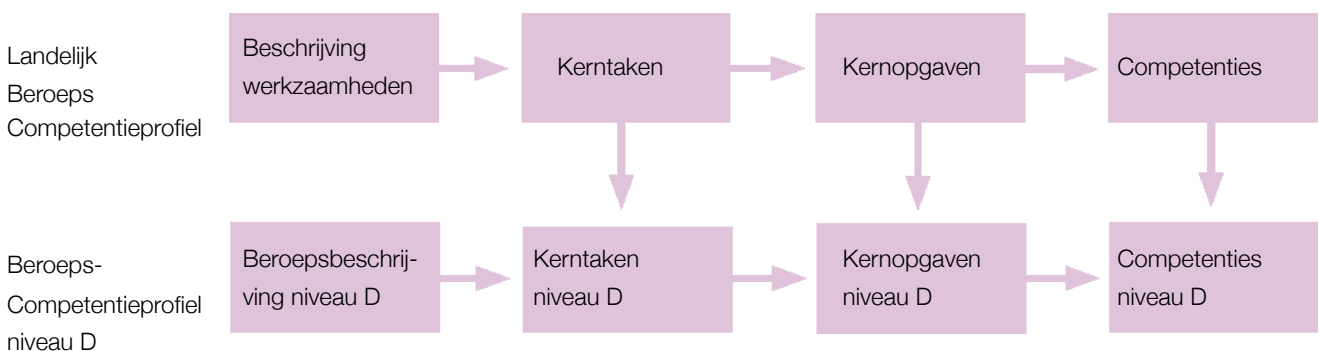 Landelijk
Beroeps
Competentieprofiel
Beschrijving
werkzaamheden
Kerntaken
Kernopgaven
Competenties
Beroeps-
Competentieprofiel
niveau D
Beroepsbeschrij-
ving niveau D
Kerntaken
niveau D
Kernopgaven
niveau D
Competenties
niveau D